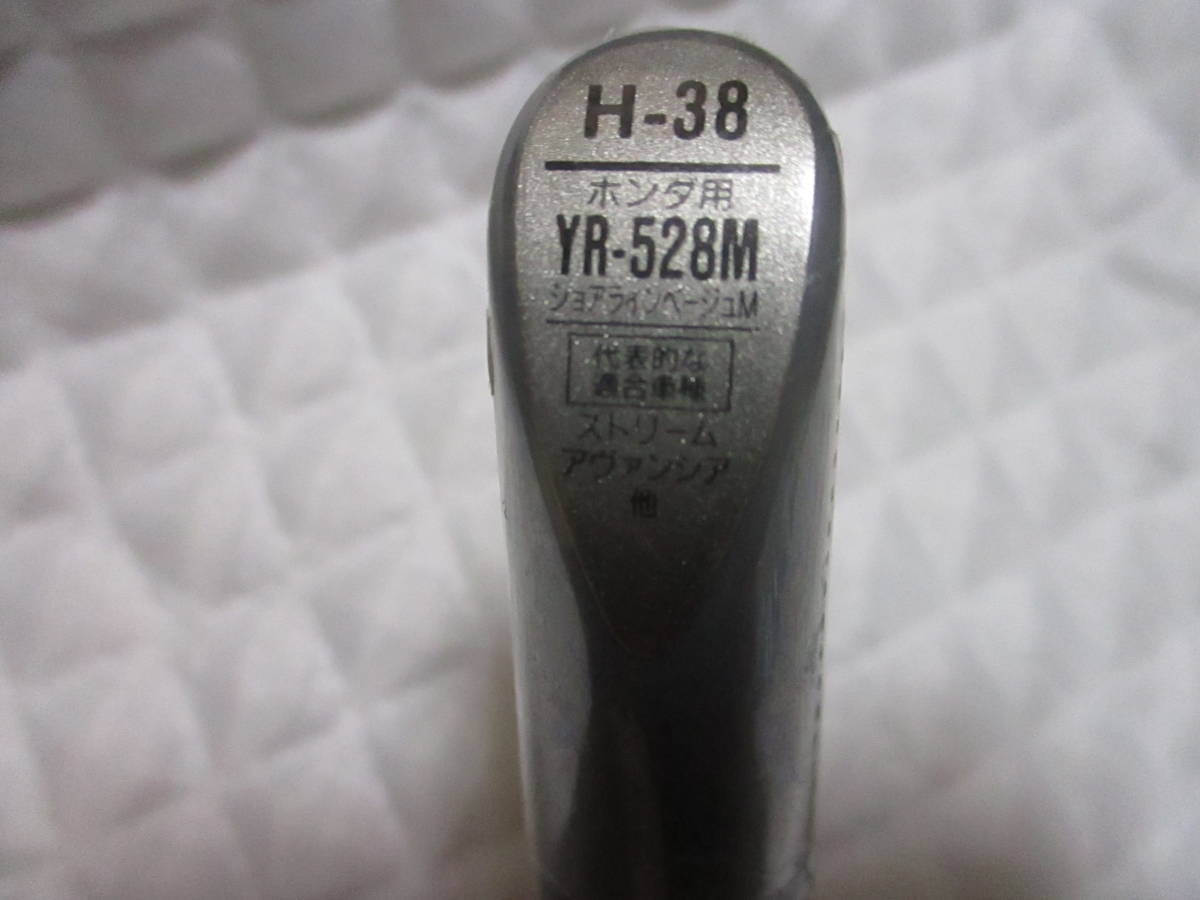 H-38
ホンダ用
YR-528M
ショアラインベージュM
代表的な
適合車種
ストリーム
アヴァンシア
他